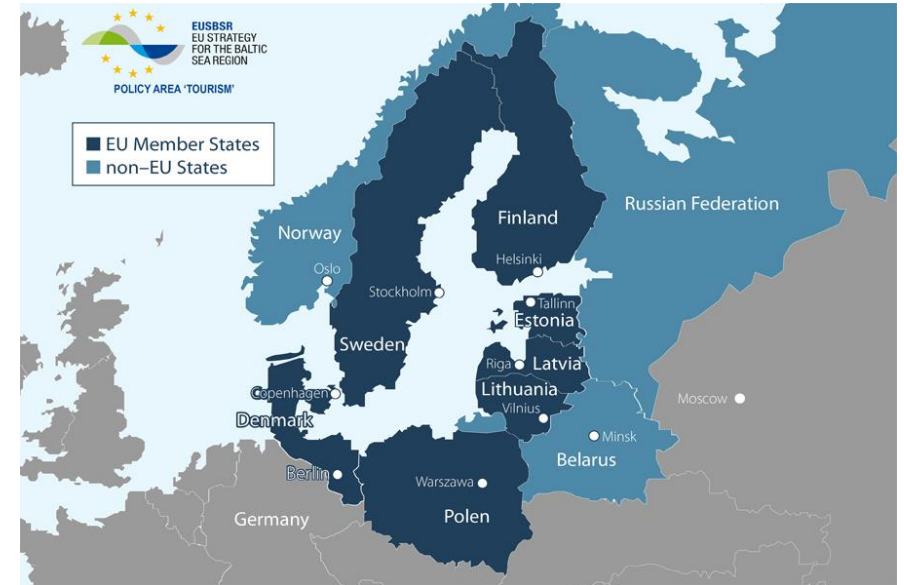 EUSBSR
EU STRATEGY
FOR THE BALTIC
SEA REGION
POLICY AREA ‘TOURISM’
EU Member States
non–EU States
Norway
Oslo
Finland
Helsinki
Russian Federation
Stockholm
Sweden
Tallinn
Estonia
Riga
Latvia
Lithuania
Vilnius
Copenhagen
Denmark
Moscow
Minsk
Belarus
Berlin
Warszawa
Germany
Polen